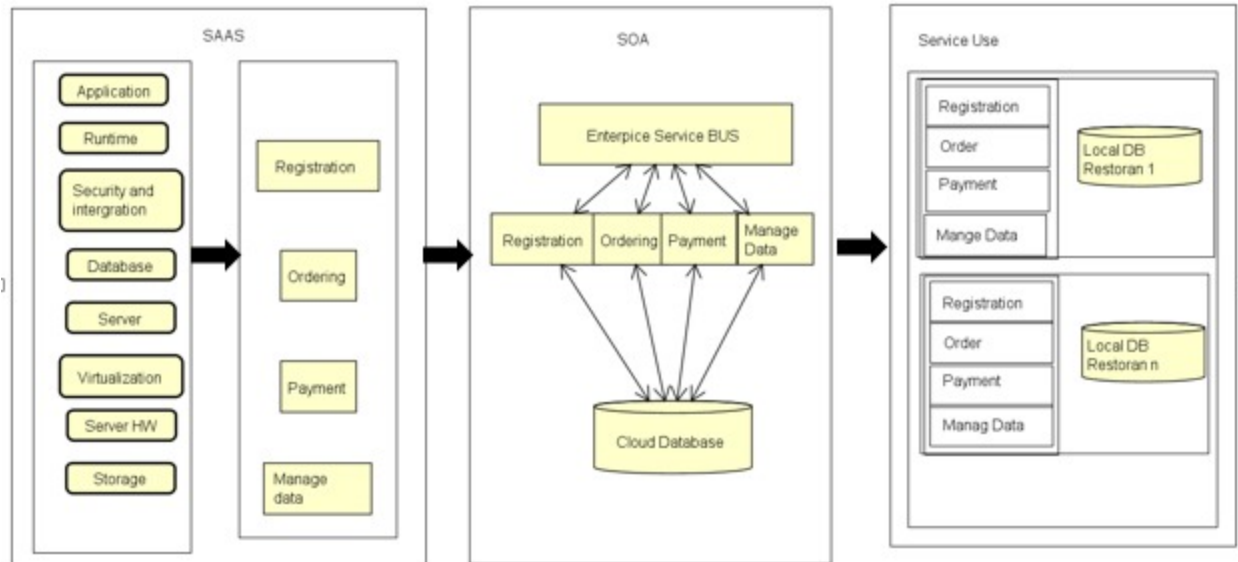 SAAS
Application
Runtime
Security and
intergration
Database
Server
Virtualization
Server HW
Storage
Registration
Ordering
Payment
Manage
data
SOA
Enterpice Service BUS
Registration
Ordering
Payment
Manage
Data
Cloud Database
Service Use
Registration
Order
Payment
Mange Data
Local DB
Restoran 1
Registration
Order
Payment
Manag Data
Local DB
Restoran n